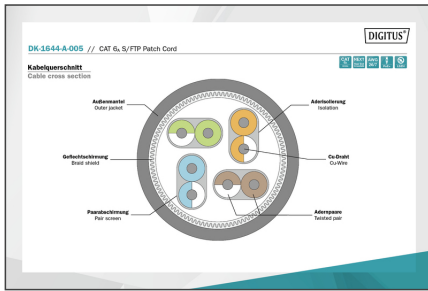 DIGITUS®
DK-1644-A-005 // CAT 6A S/FTP Patch Cord
Kabelquerschnitt
Cable cross section
Außenmantel
Outer jacket
Aderisolierung
Isolation
Geflechtschirmung
Braid shield
Cu-Draht
Cu-Wire
Paarabschirmung
Pair screen
Adernpaare
Twisted pair